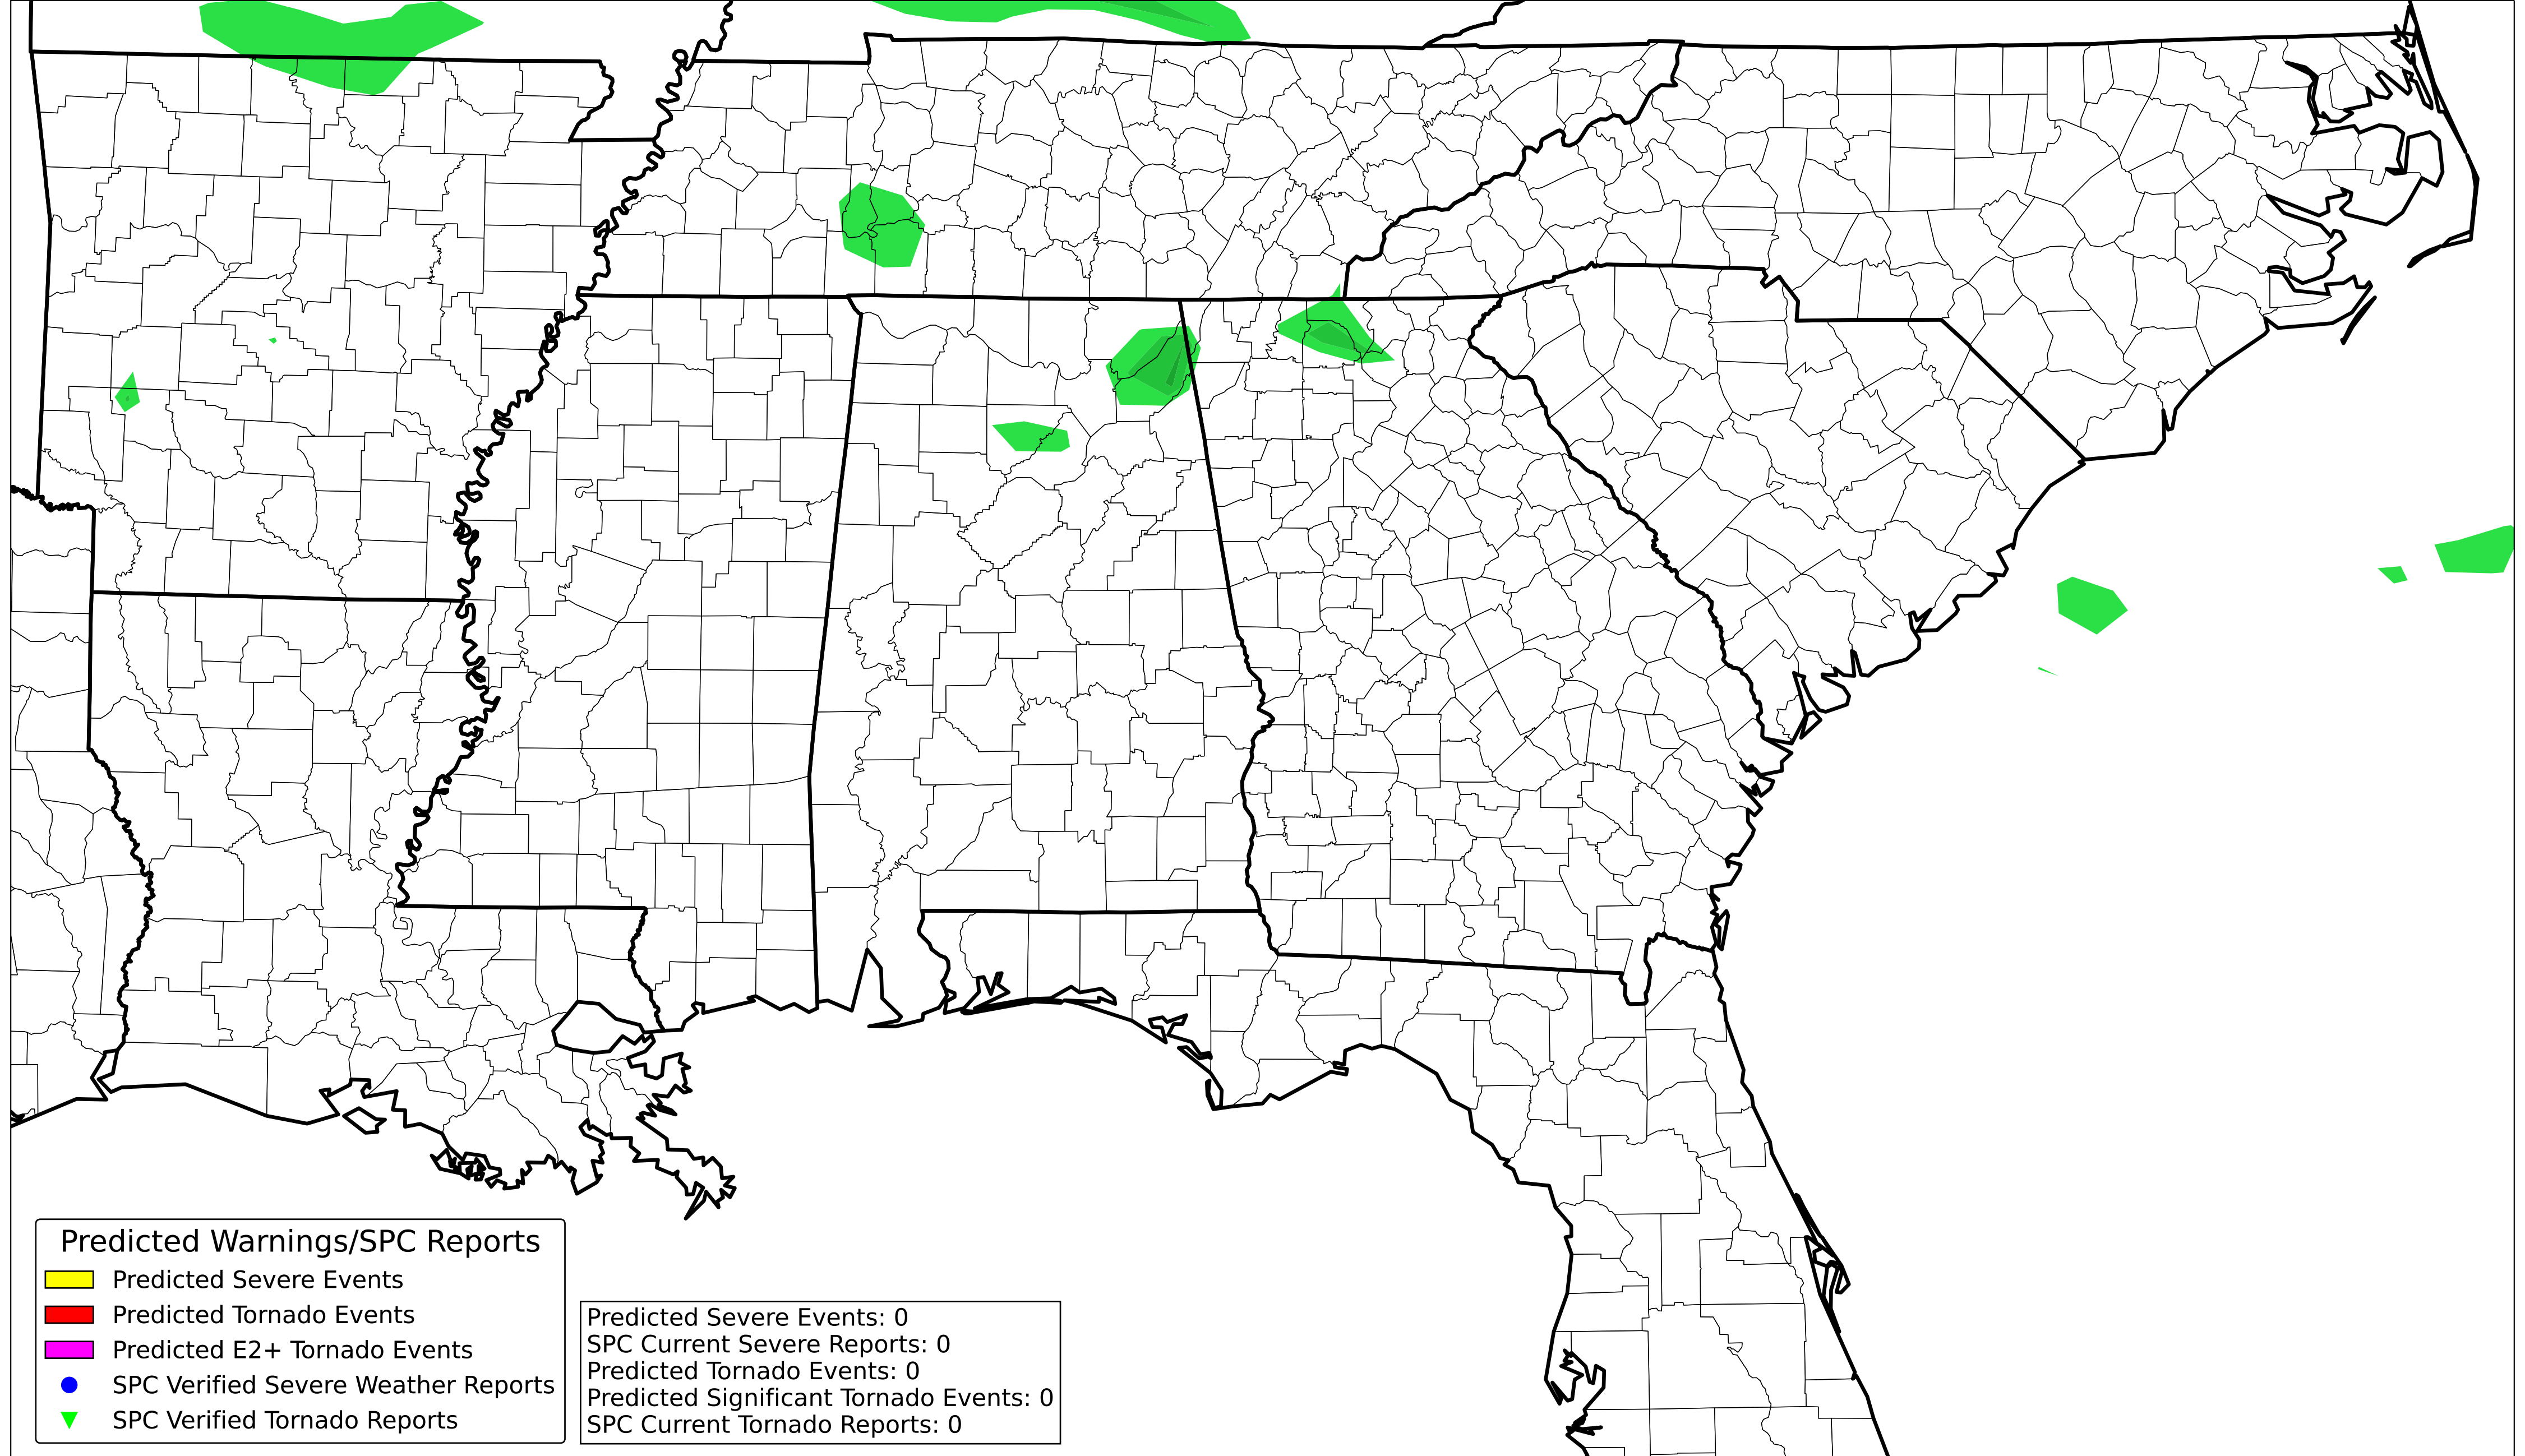 Predicted Warnings/SPC Reports
Predicted Severe Events
Predicted Tornado Events
Predicted E2+ Tornado Events
SPC Verified Severe Weather Reports
SPC Verified Tornado Reports
Predicted Severe Events: 0
SPC Current Severe Reports: 0
Predicted Tornado Events: 0
Predicted Significant Tornado Events: 0
SPC Current Tornado Reports: 0